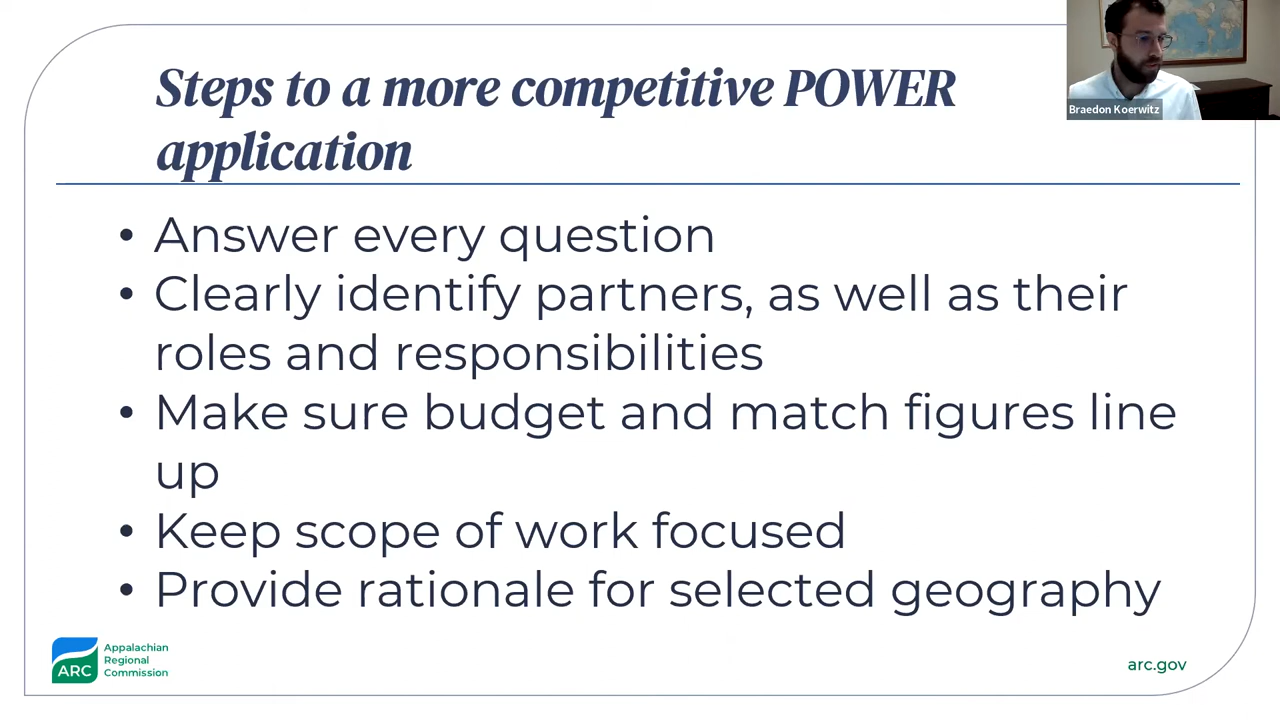 Steps to a more competitive POWER
application
Braedon Koerwitz
• Answer every question
• Clearly identify partners, as well as their
roles and responsibilities
• Make sure budget and match figures line
up
• Keep scope of work focused
• Provide rationale for selected geography
ARC
Appalachian
Regional
Commission
arc.gov